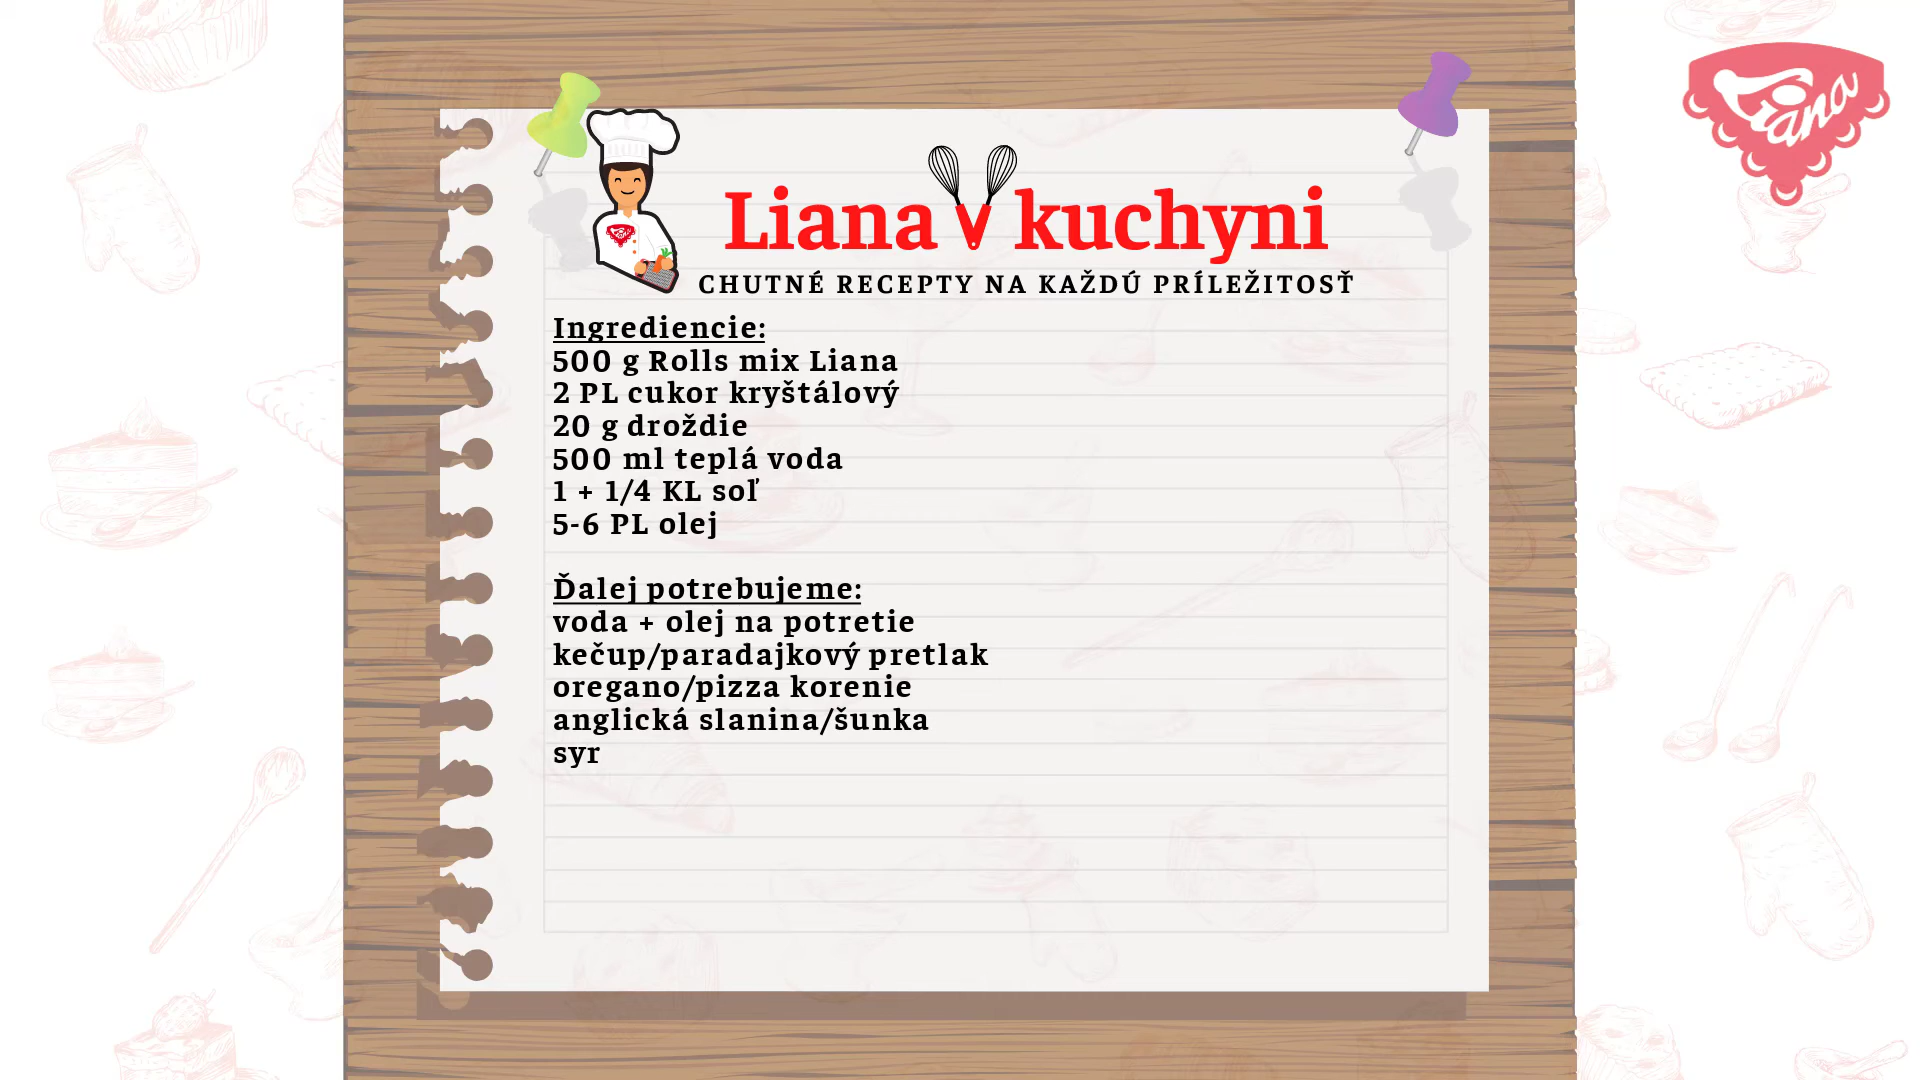 Liana
Liana V kuchyni
CHUTNÉ RECEPTY NA KAŽDÚ PRÍLEŽITOSŤ
Ingrediencie:
500 g Rolls mix Liana
2 PL cukor kryštálový
20 g droždie
500 ml teplá voda
1 + 1/4 KL soľ
5-6 PL olej
Ďalej potrebujeme:
voda + olej na potretie
kečup/paradajkový pretlak
oregano/pizza korenie
anglická slanina/šunka
syr